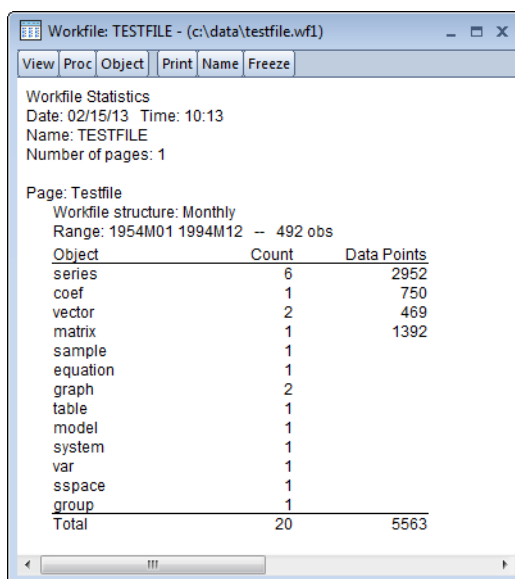 Workfile: TESTFILE - (c:\data\testfile.wf1)
View Proc Object Print Name Freeze
Workfile Statistics
Date: 02/15/13 Time: 10:13
Name: TESTFILE
Number of pages: 1
Page: Testfile
Workfile structure: Monthly
Range: 1954M01 1994M12 -- 492 obs
Object Count Data Points
series 6 2952
coef 1 750
vector 2 469
matrix 1 1392
sample 1
equation 1
graph 2
table 1
model 1
system 1
var 1
sspace 1
group 1
Total 20 5563